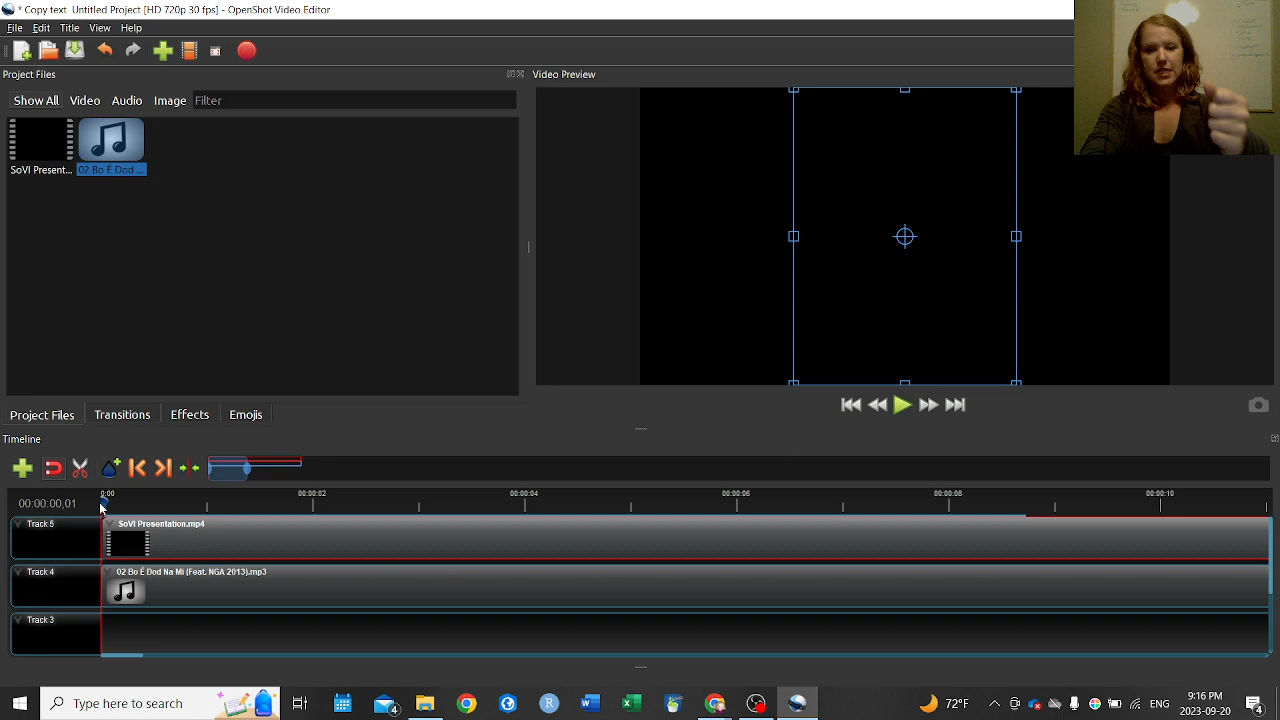 * Copy text  Untitled Project [HD 720p 30 fps] - OpenShot Video Editor
File Edit Title View Help
Project Files
Video Preview
Show All Video Audio Image Filter
SoVI Present... 02 Bo É Dod ...
Project Files Transitions Effects Emojis
Timeline
00:00:00,01
0:00 00:00:02 00:00:04 00:00:06 00:00:08 00:00:10
Track 5 SoVI Presentation.mp4
Track 4 02 Bo É Dod Na Mi (Feat. NGA 2013).mp3
Track 3
Type here to search
4
R
72°F
ENG
9:16 PM
2023-09-20
4